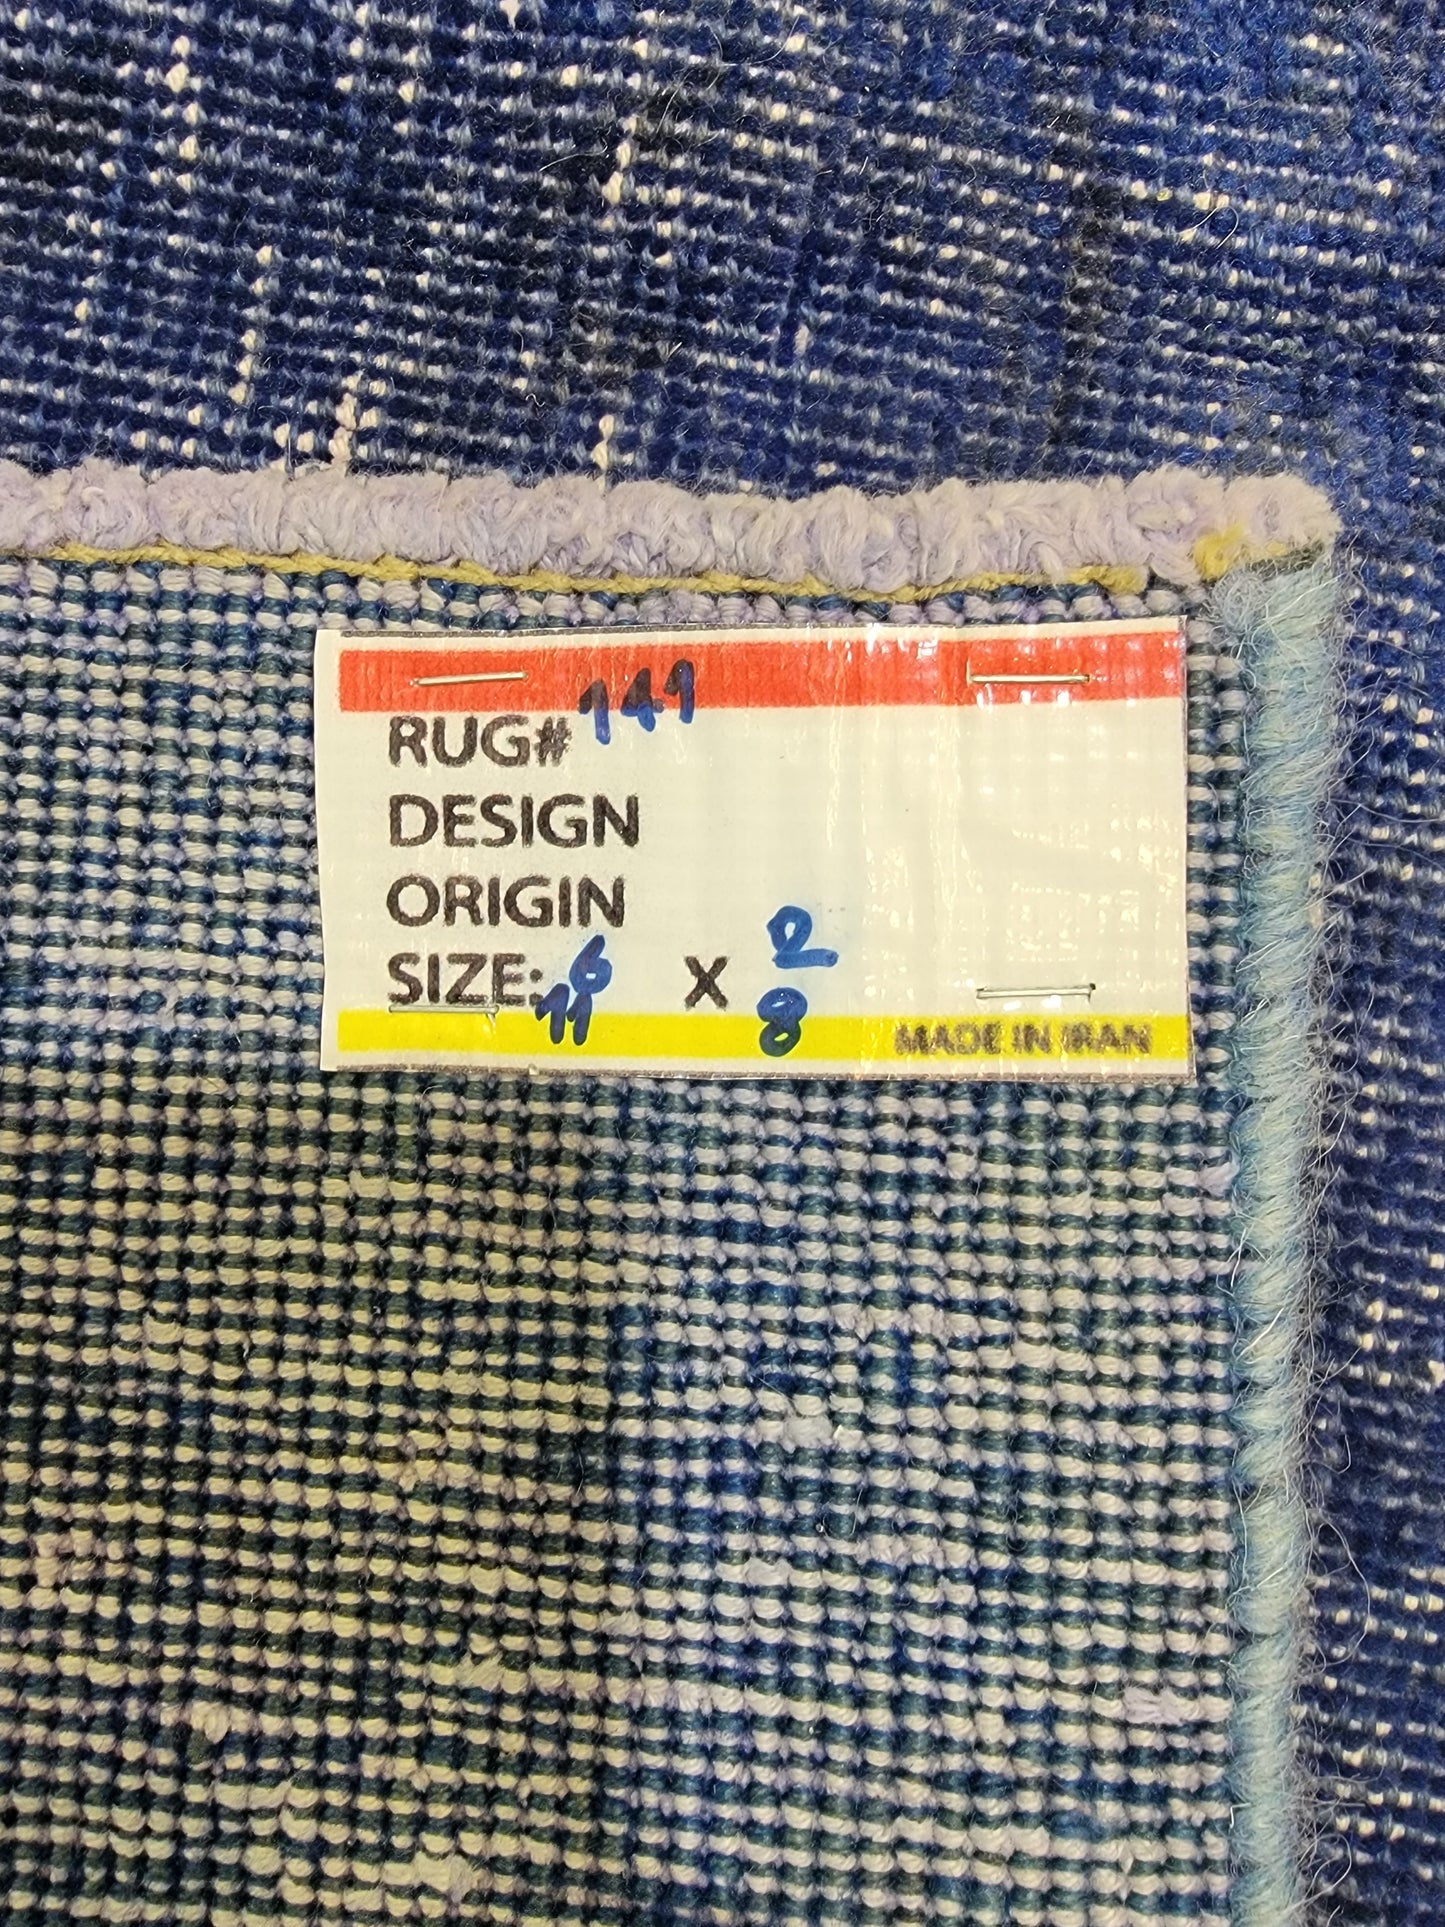 RUG# 141
DESIGN
ORIGIN
SIZE: 6 11 X 2 8
MADE IN IRAN